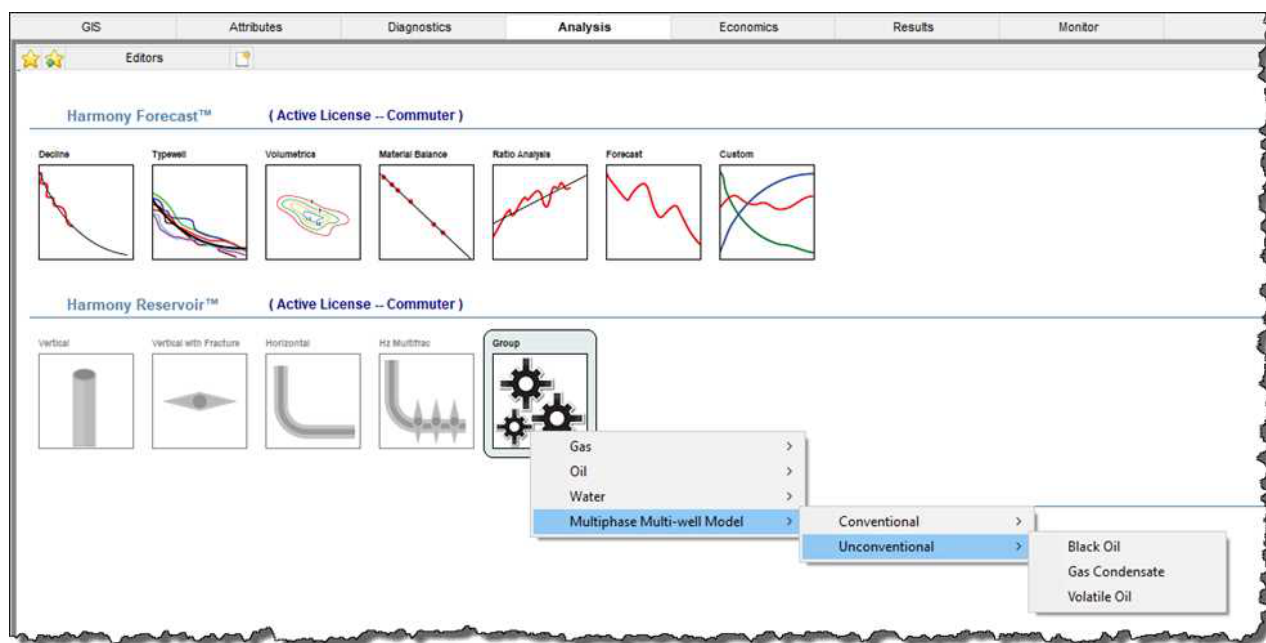 GIS Attributes Diagnostics Analysis Economics Results Monitor
Editors
Harmony Forecast™ ( Active License -- Commuter )
Decline Typewell Volumetrics Material Balance Ratio Analysis Forecast Custom
Harmony Reservoir™ ( Active License -- Commuter )
Vertical Vertical with Fracture Horizontal Hz Multifrac Group
Gas
Oil
Water
Multiphase Multi-well Model Conventional
Unconventional Black Oil
Gas Condensate
Volatile Oil